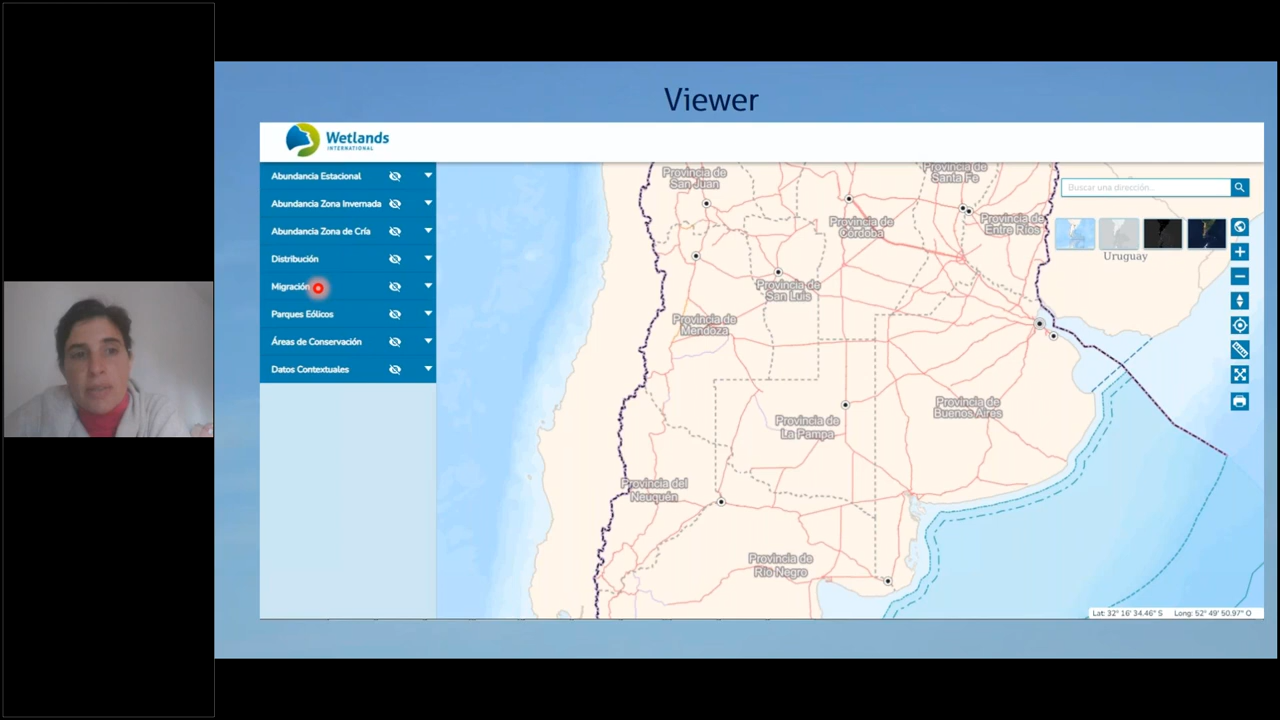 Viewer
Wetlands
INTERNATIONAL
Abundancia Estacional
Abundancia Zona Invernada
Abundancia Zona de Cría
Distribución
Migración
Parques Eólicos
Áreas de Conservación
Datos Contextuales
Provincia de
San Juan
Provincia de
Santa Fe
Provincia de
Córdoba
Provincia de
Entre Ríos
Buscar una dirección...
Uruguay
Provincia de
San Luis
Provincia de
Mendoza
Provincia de
La Pampa
Provincia de
Buenos Aires
Provincia del
Neuquén
Provincia de
Río Negro
Lat: 32° 16' 34.46" S Long: 52° 49' 50.97" O